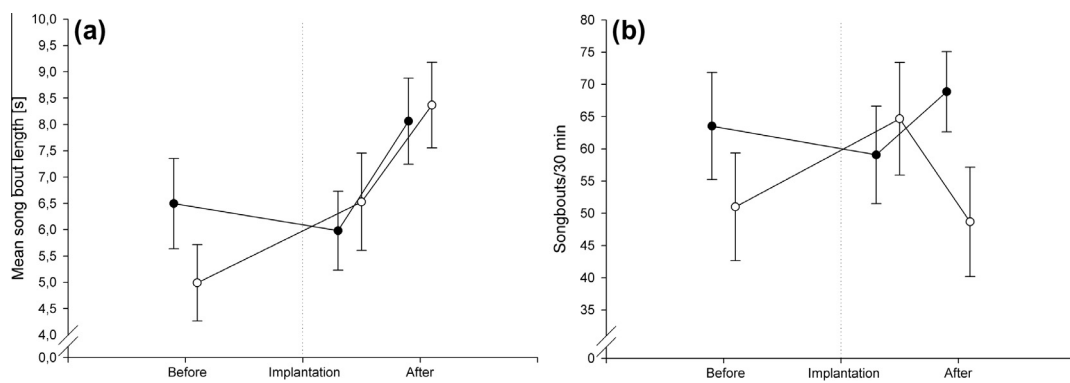 (a)
Mean song bout length [s]
10,0
9,5
9,0
8,5
8,0
7,5
7,0
6,5
6,0
5,5
5,0
4,5
4,0
0,0
Before
Implantation
After
(b)
Songbouts/30 min
80
75
70
65
60
55
50
45
40
35
0
Before
Implantation
After